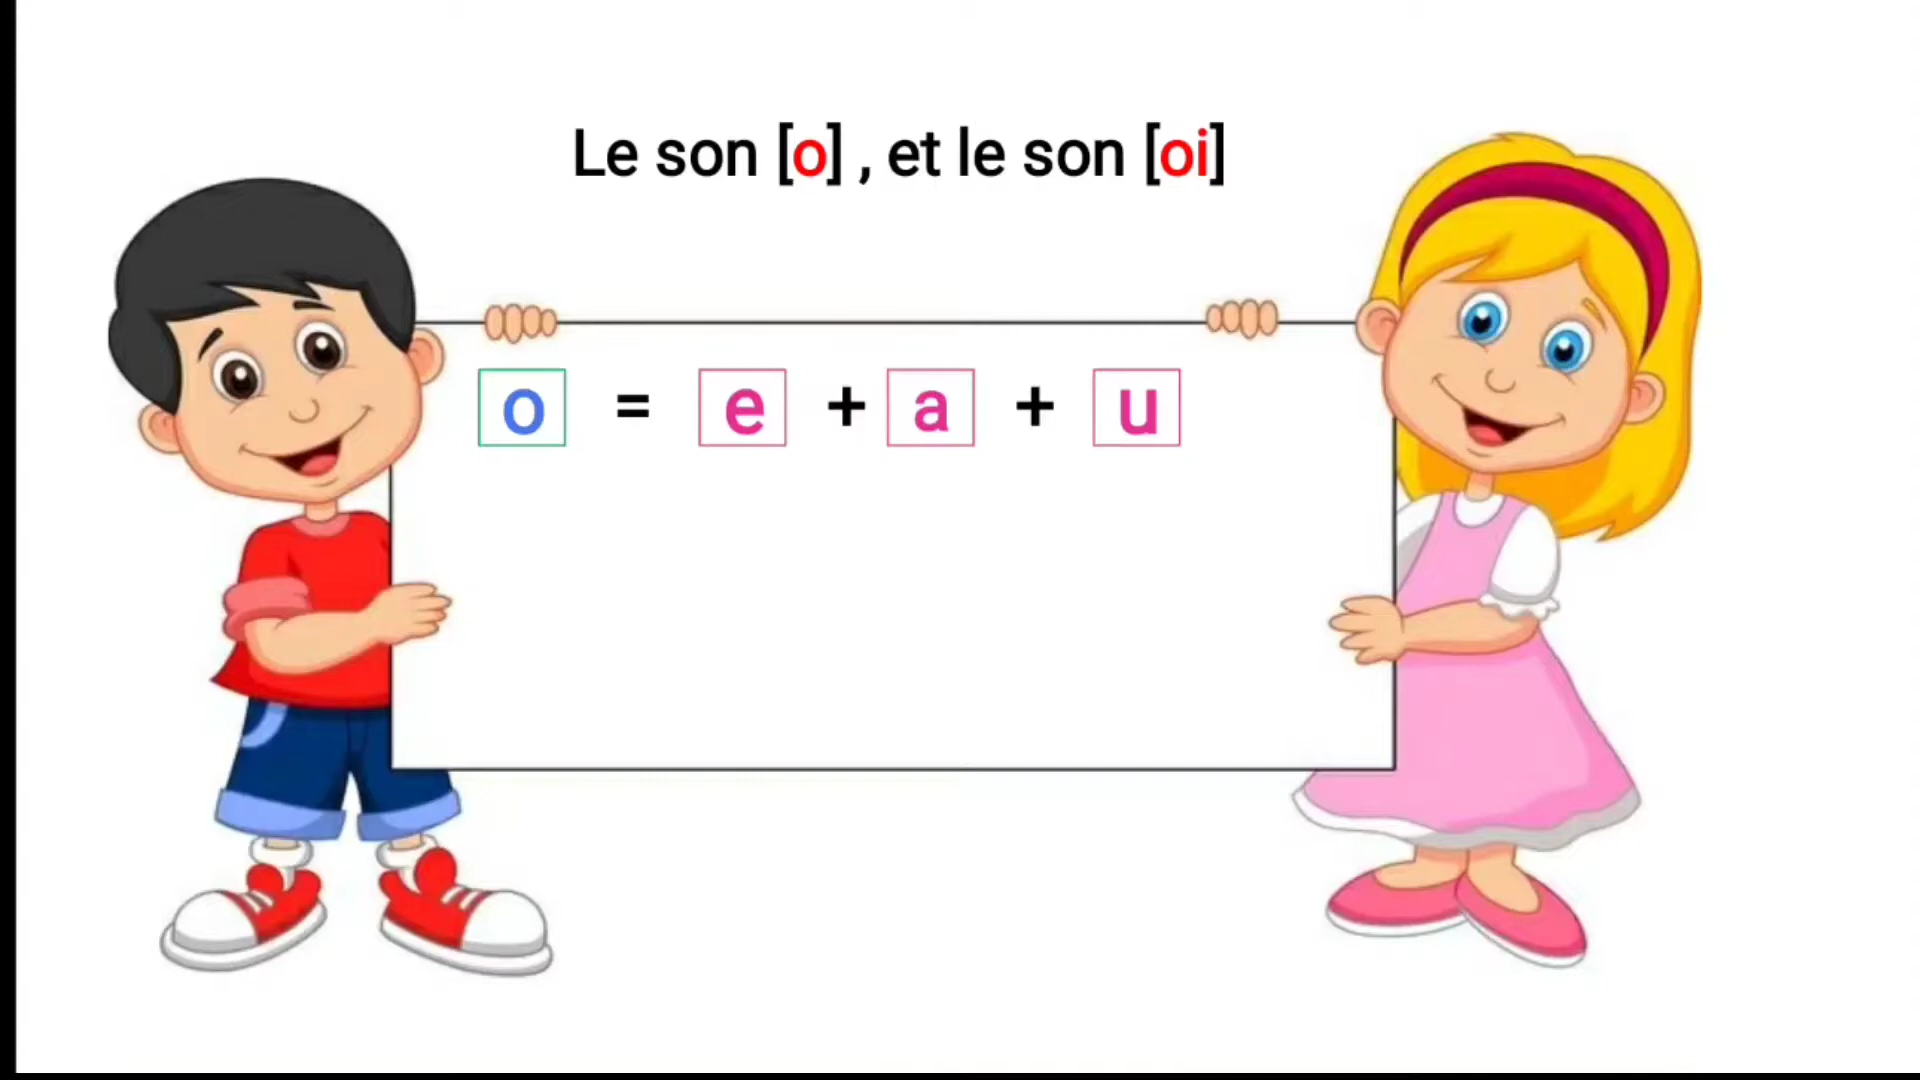 Le son [o] , et le son [oi]
o = e + a + u